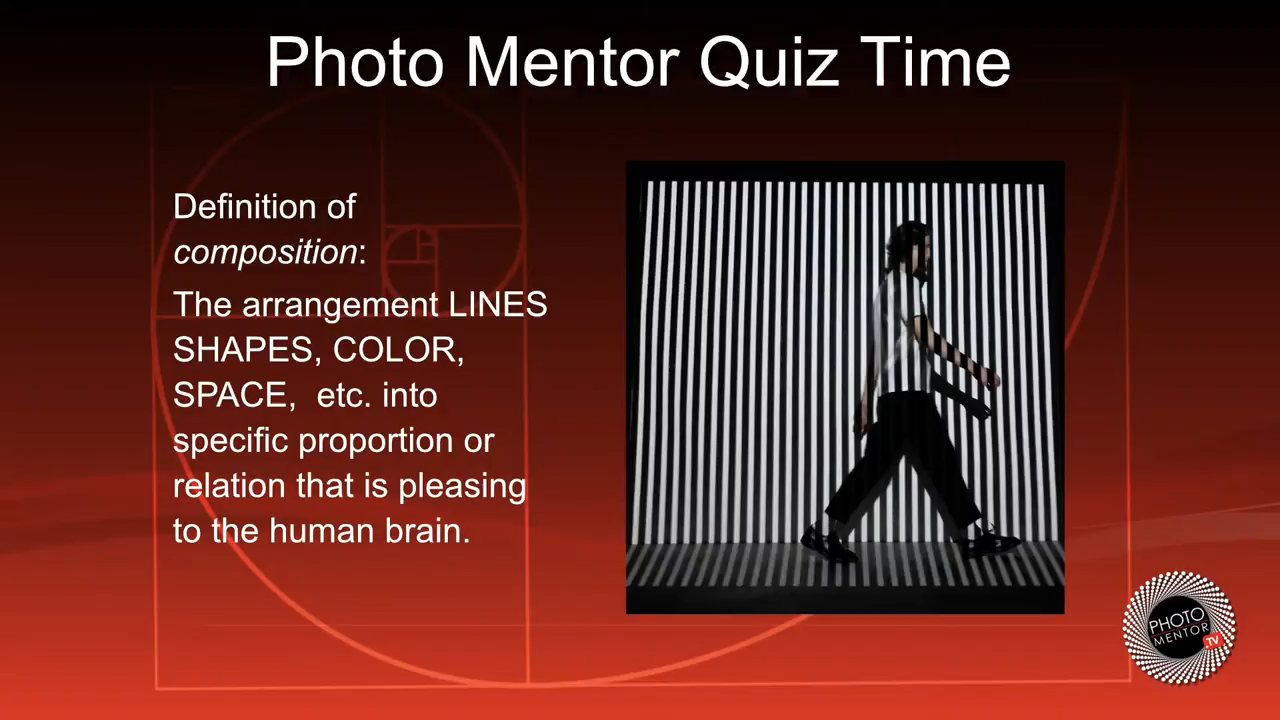 Photo Mentor Quiz Time
Definition of
composition:
The arrangement LINES
SHAPES, COLOR,
SPACE,  etc. into
specific proportion or
relation that is pleasing
to the human brain.
PHOTO
MENTOR
TV